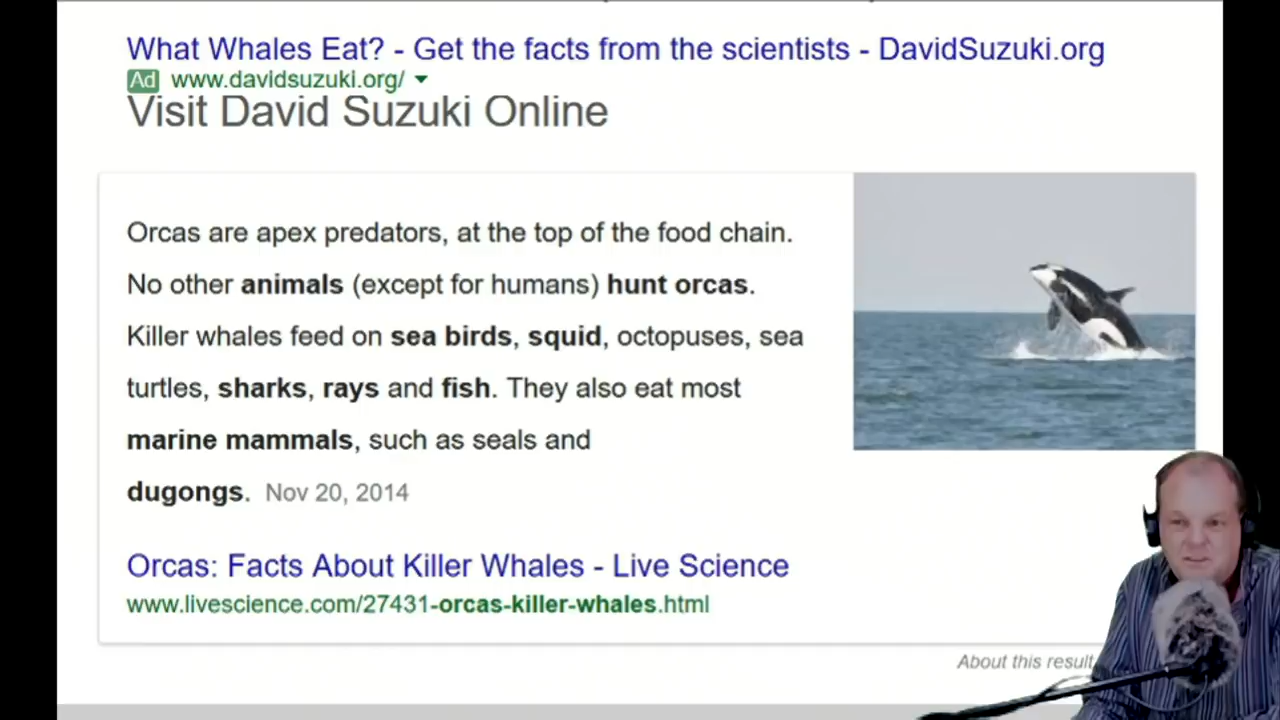 What Whales Eat? - Get the facts from the scientists - DavidSuzuki.org
Ad www.davidsuzuki.org/
Visit David Suzuki Online
Orcas are apex predators, at the top of the food chain.
No other animals (except for humans) hunt orcas.
Killer whales feed on sea birds, squid, octopuses, sea
turtles, sharks, rays and fish. They also eat most
marine mammals, such as seals and
dugongs. Nov 20, 2014
Orcas: Facts About Killer Whales - Live Science
www.livescience.com/27431-orcas-killer-whales.html
About this result